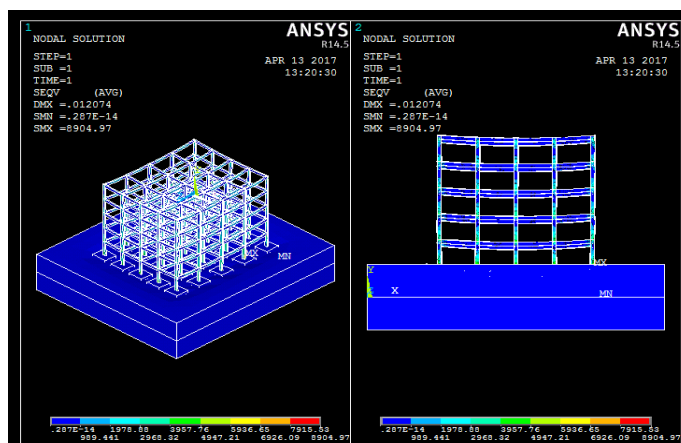 1
ANSYS
R14.5
NODAL SOLUTION
APR 13 2017
13:20:30
STEP=1
SUB =1
TIME=1
SEQV (AVG)
DMX =.012074
SMN =.287E-14
SMX =8904.97
MX
MN
.287E-14 1978.88 3957.76 5936.65 7915.53
989.441 2968.32 4947.21 6926.09 8904.97
2
ANSYS
R14.5
NODAL SOLUTION
APR 13 2017
13:20:30
STEP=1
SUB =1
TIME=1
SEQV (AVG)
DMX =.012074
SMN =.287E-14
SMX =8904.97
MX
Y
X
MN
.287E-14 1978.88 3957.76 5936.65 7915.53
989.441 2968.32 4947.21 6926.09 8904.97